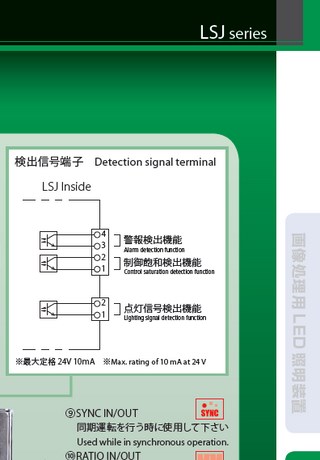 LSJ series
検出信号端子 Detection signal terminal
LSJ Inside
4
3
警報検出機能
Alarm detection function
2
1
制御飽和検出機能
Control saturation detection function
2
1
点灯信号検出機能
Lighting signal detection function
※最大定格 24V 10mA ※Max. rating of 10 mA at 24 V
画像処理用 LED 照明装置
⑨SYNC IN/OUT
SYNC
同期運転を行う時に使用して下さい
Used while in synchronous operation.
⑩RATIO IN/OUT